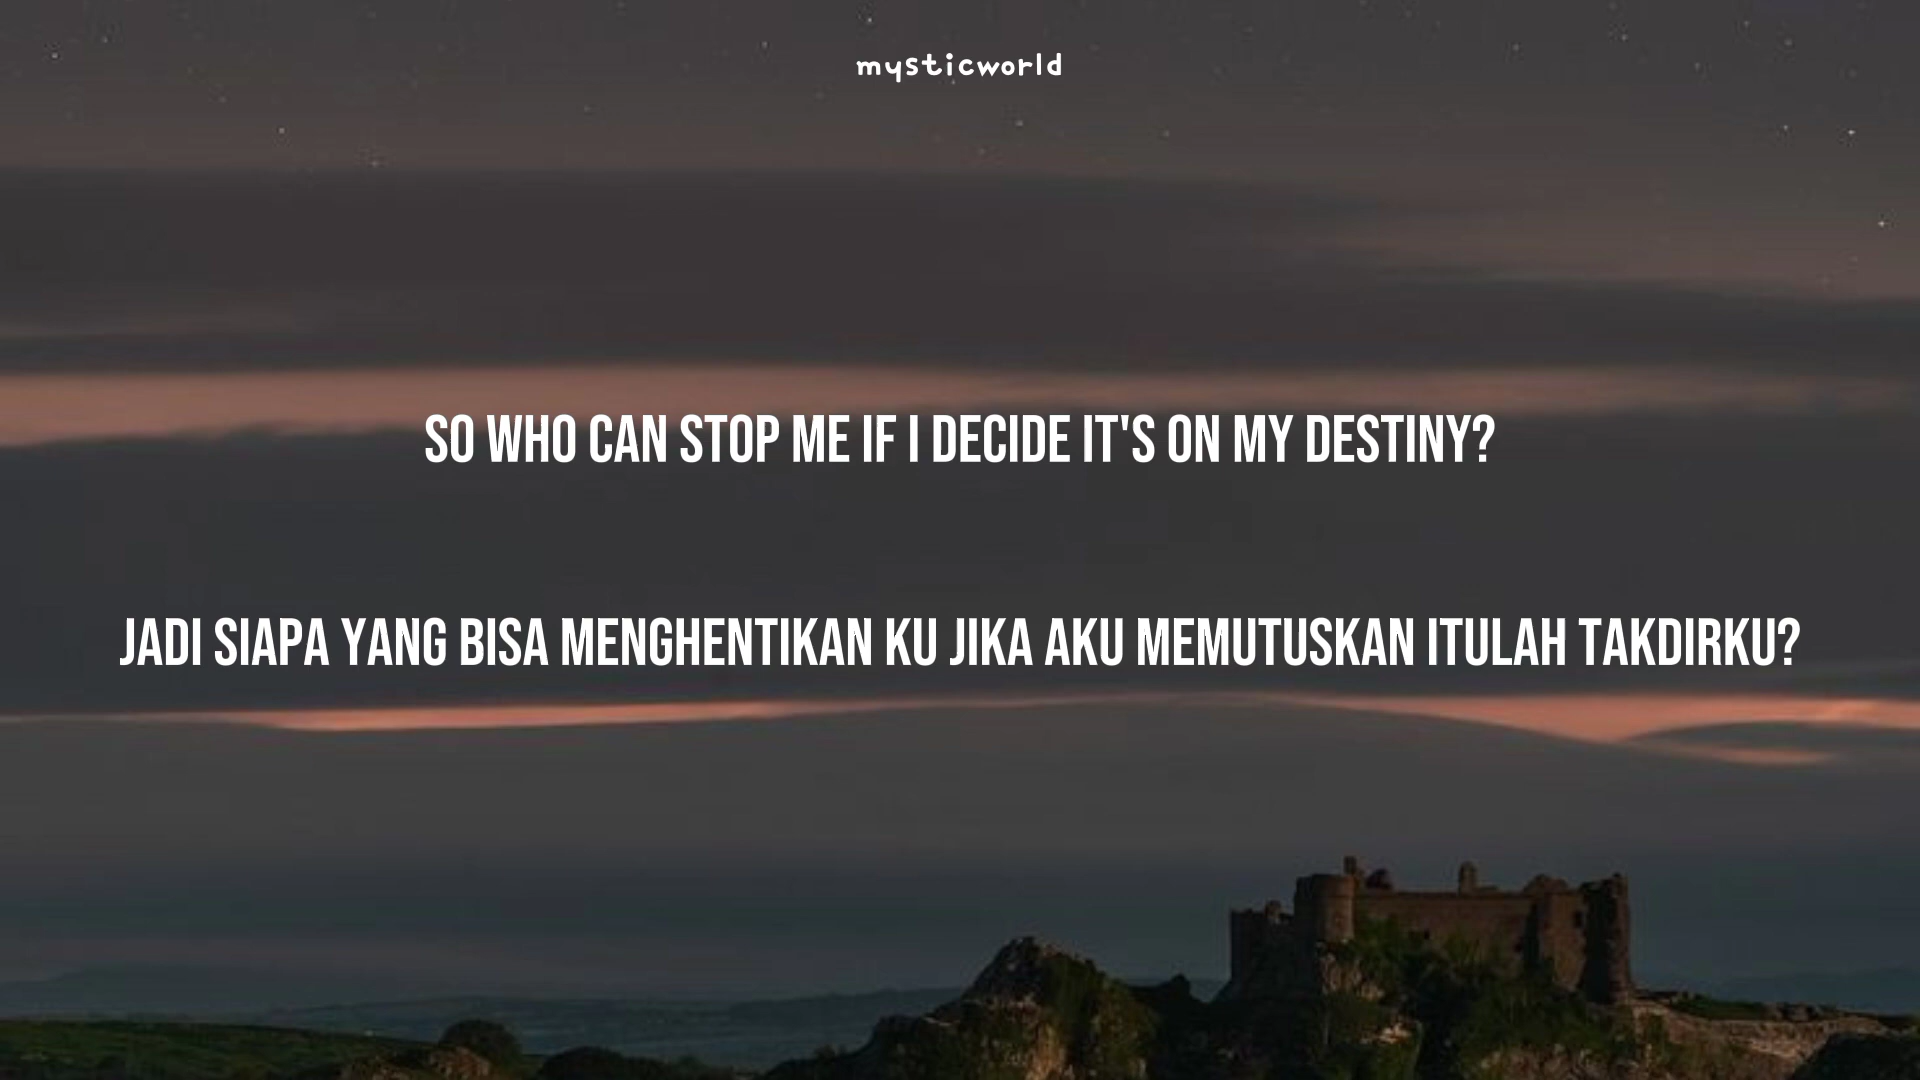 mysticworld
SO WHO CAN STOP ME IF I DECIDE IT'S ON MY DESTINY?
JADI SIAPA YANG BISA MENGHENTIKAN KU JIKA AKU MEMUTUSKAN ITULAH TAKDIRKU?